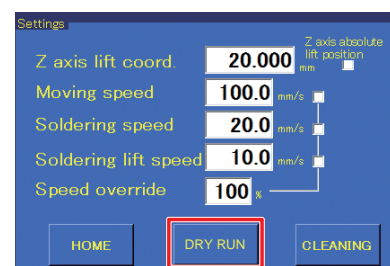 Settings
Z axis absolute
lift position
Z axis lift coord. 20.000 mm
Moving speed 100.0 mm/s
Soldering speed 20.0 mm/s
Soldering lift speed 10.0 mm/s
Speed override 100 %
HOME DRY RUN CLEANING